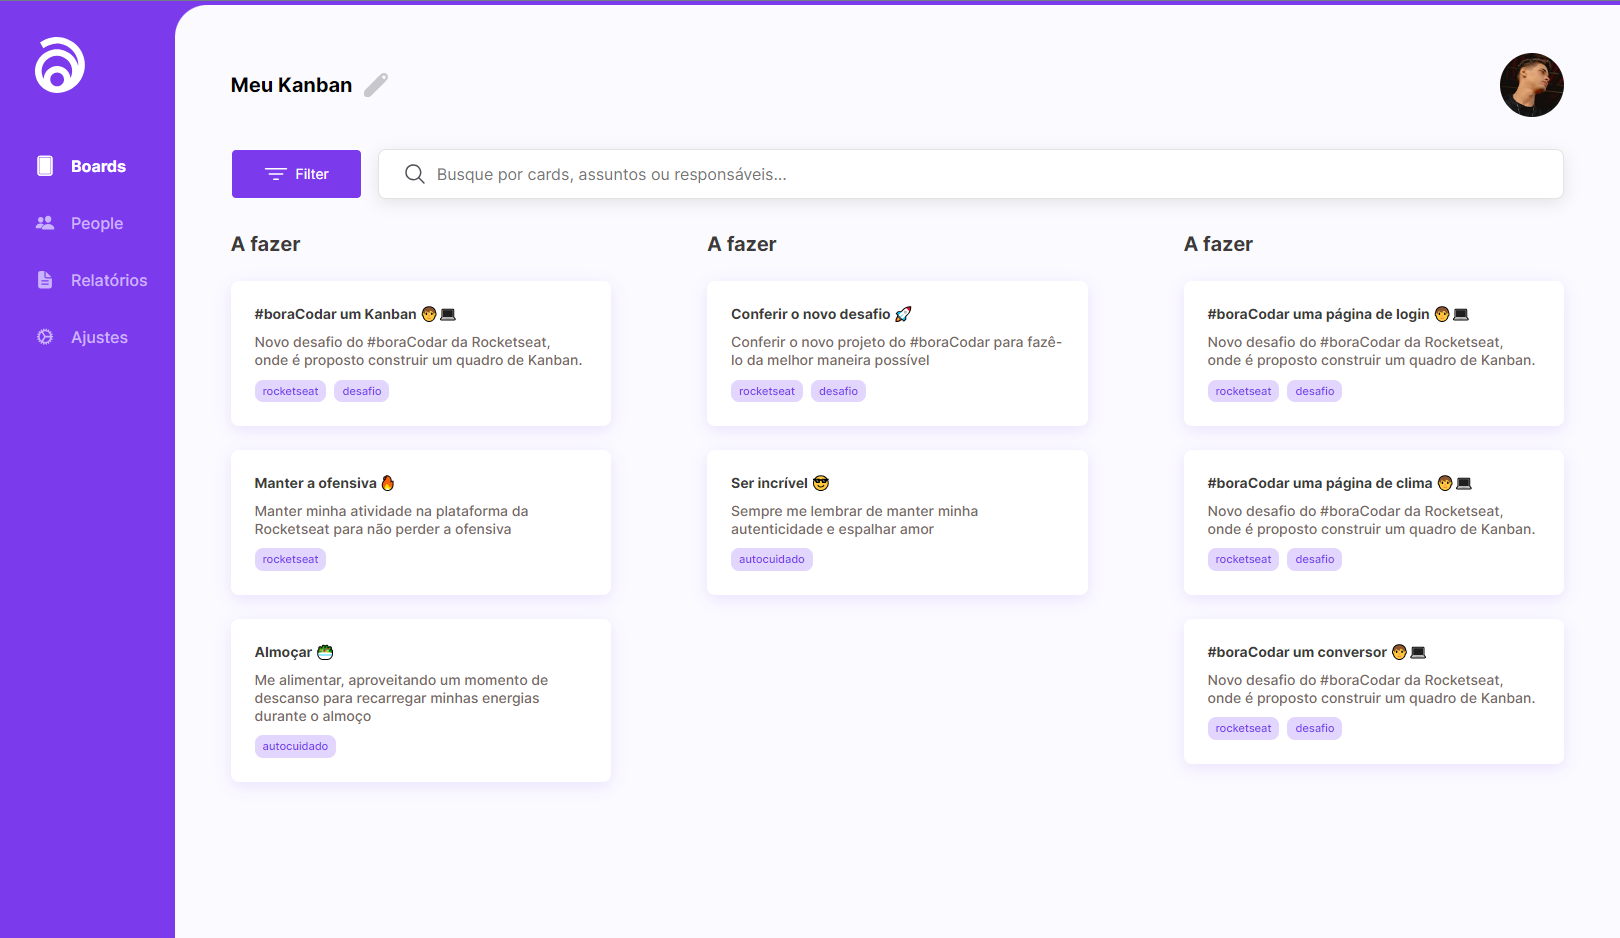 Meu Kanban
Boards
People
Relatórios
Ajustes
Filter
Busque por cards, assuntos ou responsáveis...
A fazer
#boraCodar um Kanban 🧑‍💻
Novo desafio do #boraCodar da Rocketseat,
onde é proposto construir um quadro de Kanban.
rocketseat desafio
Manter a ofensiva 🔥
Manter minha atividade na plataforma da
Rocketseat para não perder a ofensiva
rocketseat
Almoçar 🥗
Me alimentar, aproveitando um momento de
descanso para recarregar minhas energias
durante o almoço
autocuidado
A fazer
Conferir o novo desafio 🚀
Conferir o novo projeto do #boraCodar para fazê-
lo da melhor maneira possível
rocketseat desafio
Ser incrível 😎
Sempre me lembrar de manter minha
autenticidade e espalhar amor
autocuidado
A fazer
#boraCodar uma página de login 🧑‍💻
Novo desafio do #boraCodar da Rocketseat,
onde é proposto construir um quadro de Kanban.
rocketseat desafio
#boraCodar uma página de clima 🧑‍💻
Novo desafio do #boraCodar da Rocketseat,
onde é proposto construir um quadro de Kanban.
rocketseat desafio
#boraCodar um conversor 🧑‍💻
Novo desafio do #boraCodar da Rocketseat,
onde é proposto construir um quadro de Kanban.
rocketseat desafio